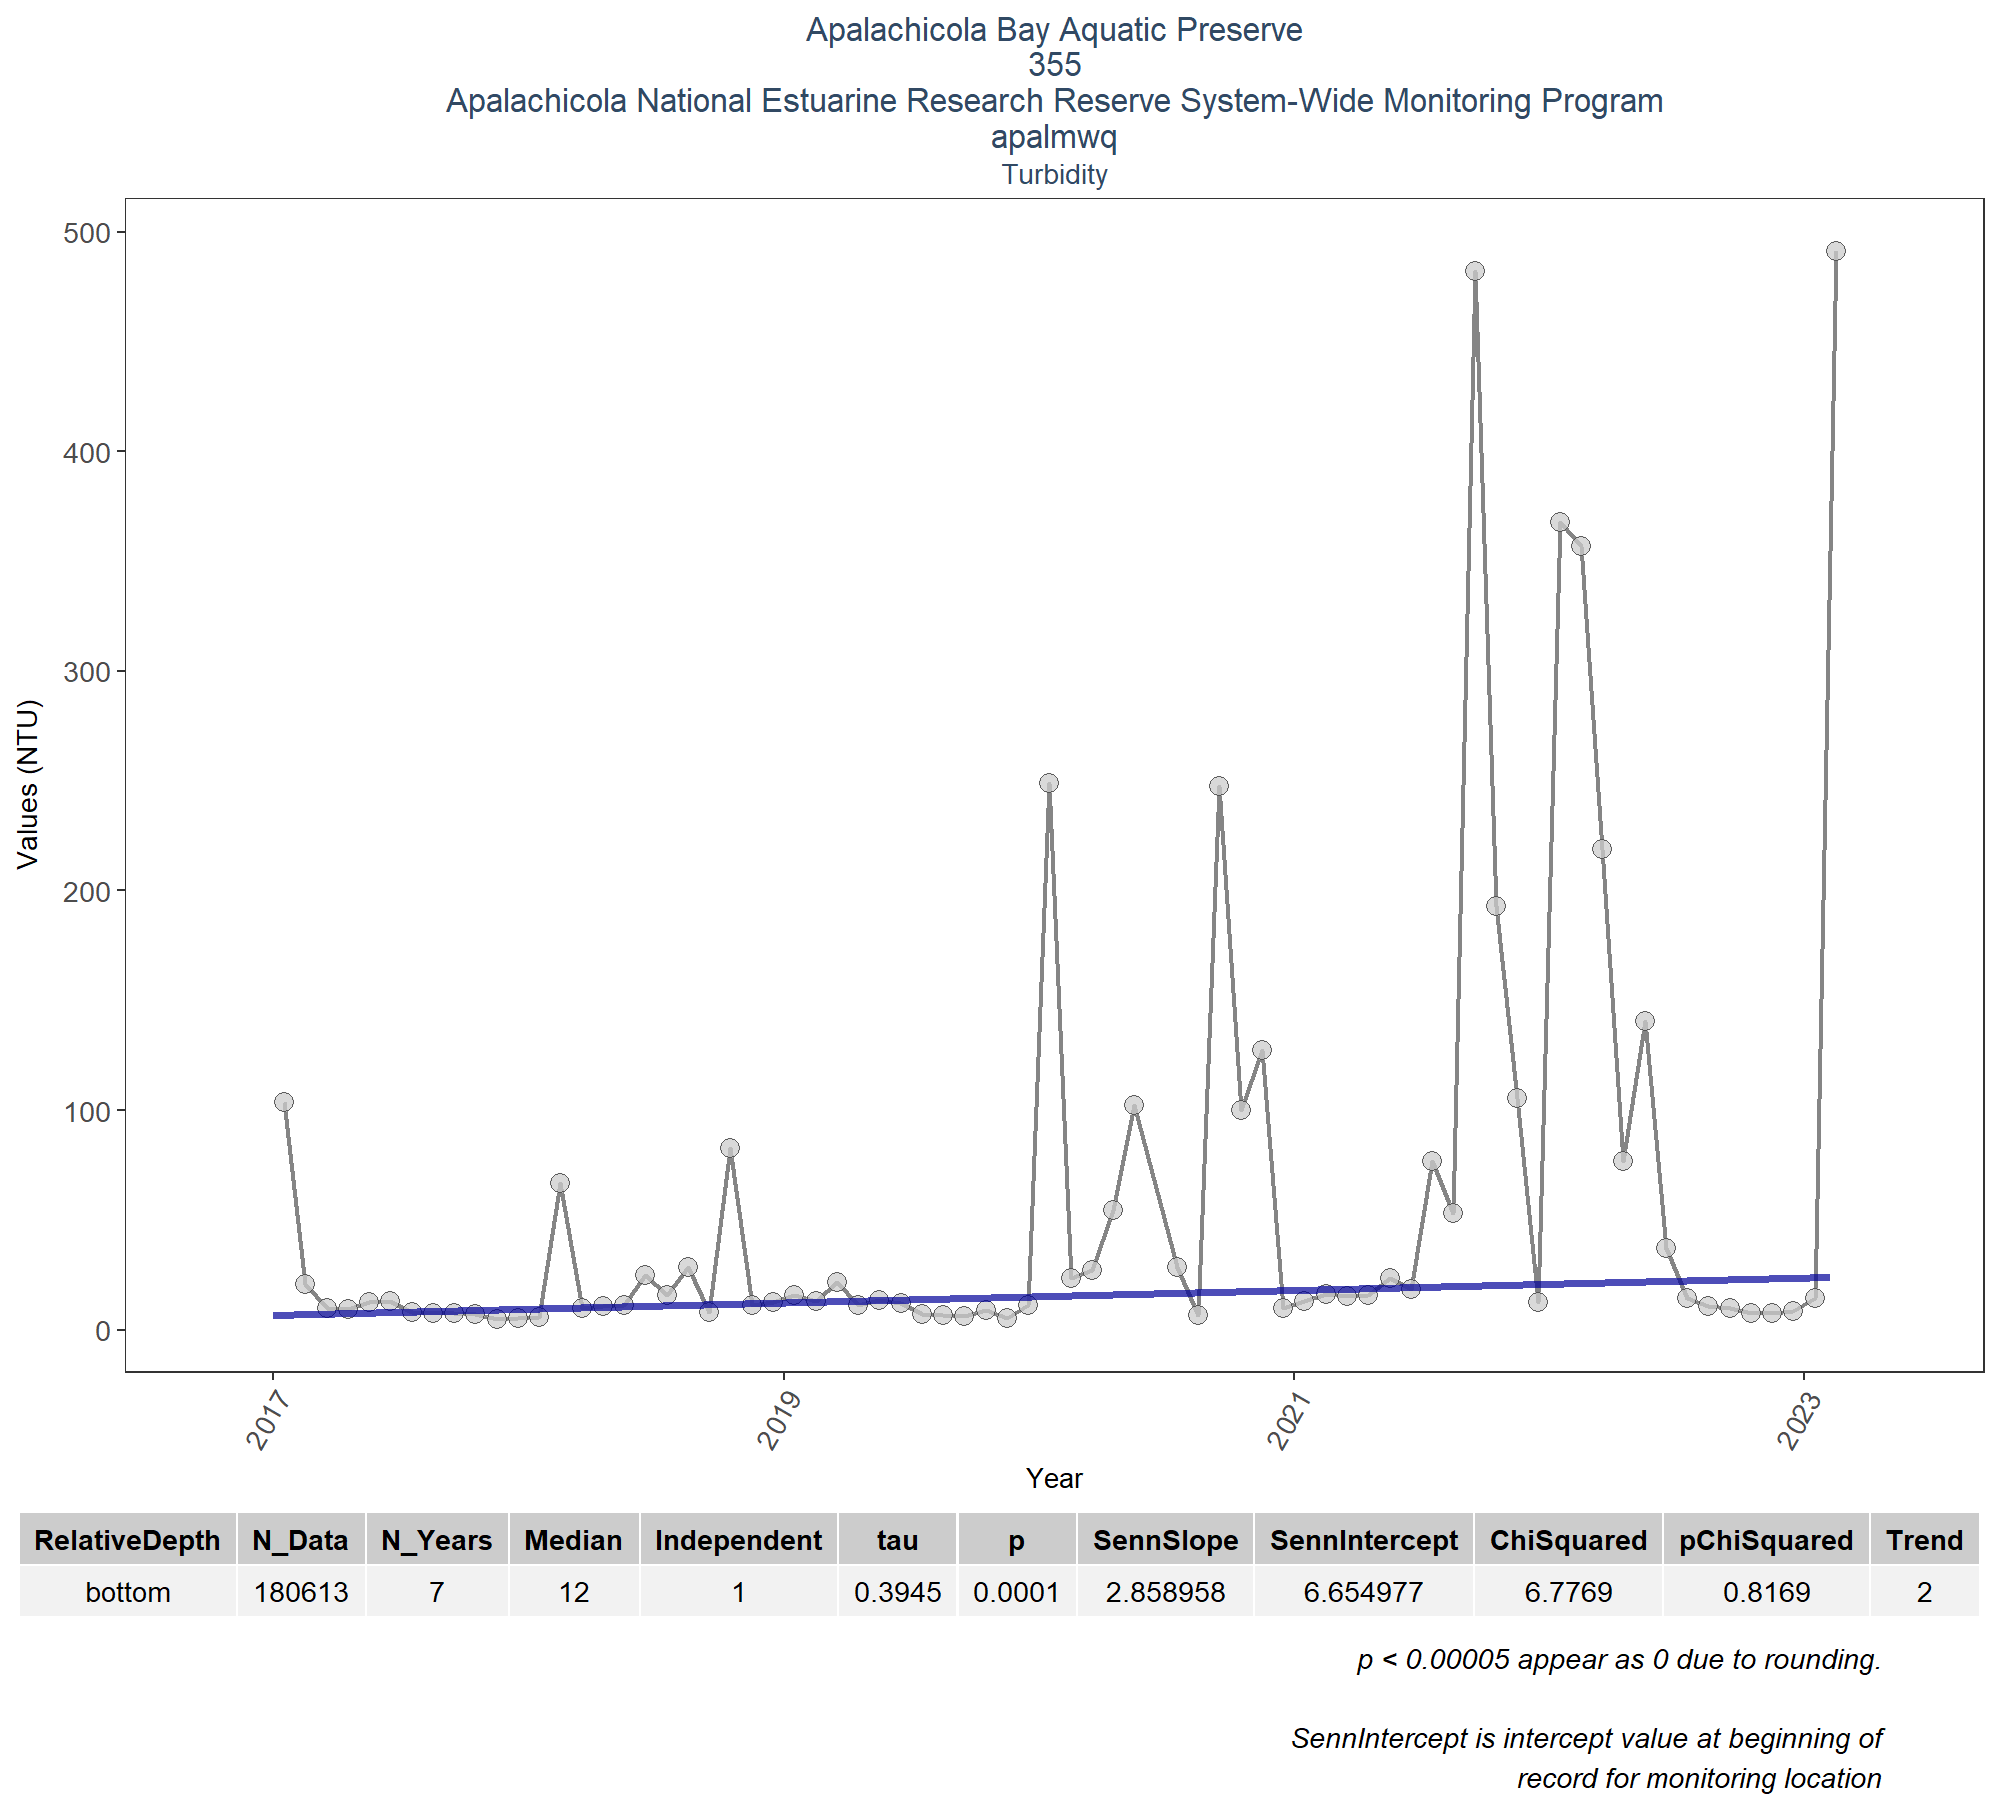 Apalachicola Bay Aquatic Preserve
355
Apalachicola National Estuarine Research Reserve System-Wide Monitoring Program
apalmwq
Turbidity
500
400
300
200
100
0
Values (NTU)
2017 2019 2021 2023
Year
RelativeDepth N_Data N_Years Median Independent tau p SennSlope SennIntercept ChiSquared pChiSquared Trend
bottom 180613 7 12 1 0.3945 0.0001 2.858958 6.654977 6.7769 0.8169 2
p < 0.00005 appear as 0 due to rounding.
SennIntercept is intercept value at beginning of
record for monitoring location